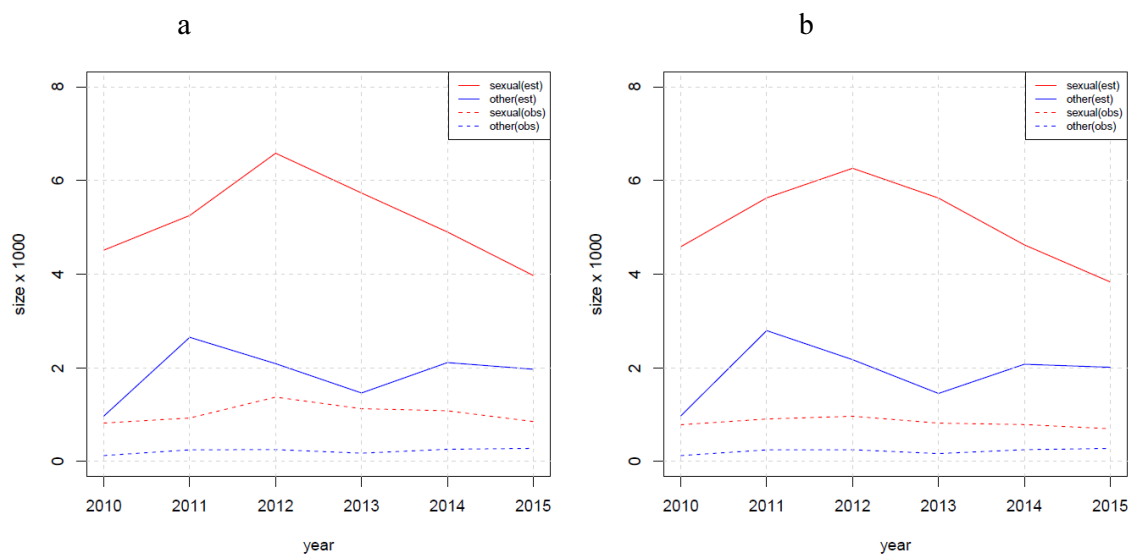 a
b
8
6
4
2
0
size x 1000
2010 2011 2012 2013 2014 2015
year
sexual(est)
other(est)
sexual(obs)
other(obs)
8
6
4
2
0
size x 1000
2010 2011 2012 2013 2014 2015
year
sexual(est)
other(est)
sexual(obs)
other(obs)